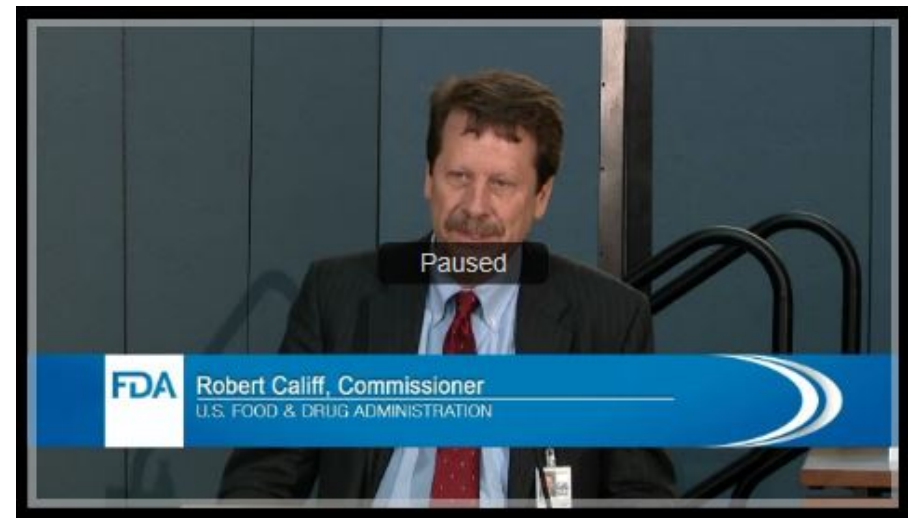 Paused
FDA
Robert Califf, Commissioner
U.S. FOOD & DRUG ADMINISTRATION